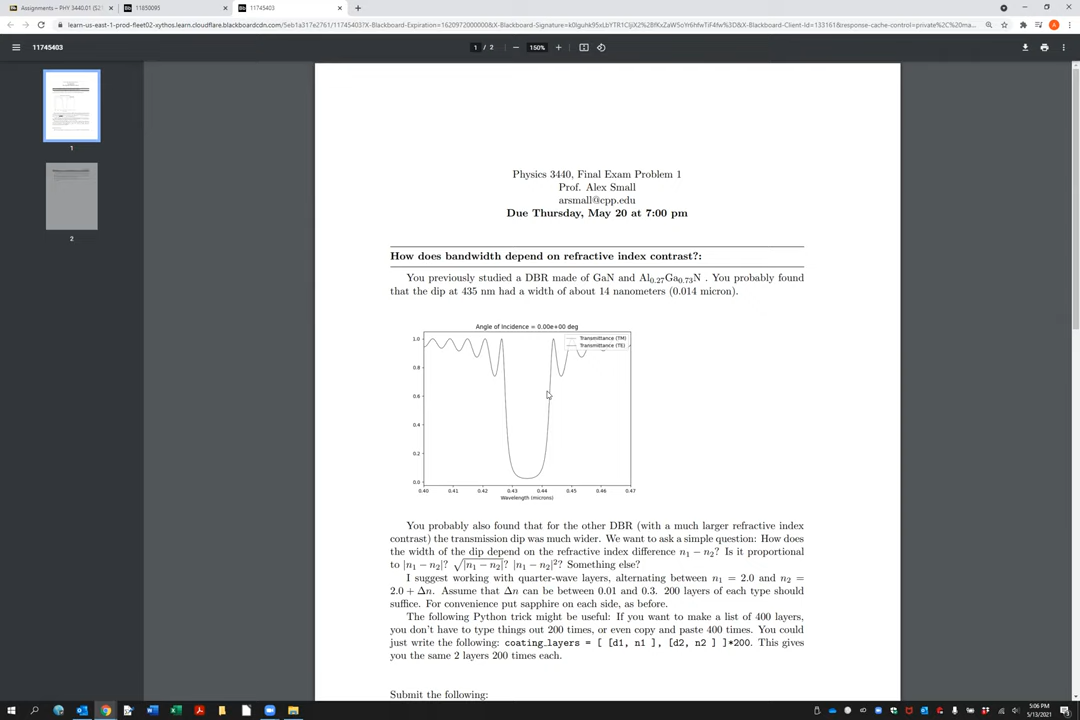 Assignments – PHY 3440.01 (S21
11850095
11745403
11745403
1 / 2
150%
1
2
Physics 3440, Final Exam Problem 1
Prof. Alex Small
arsmall@cpp.edu
Due Thursday, May 20 at 7:00 pm
How does bandwidth depend on refractive index contrast?:
You previously studied a DBR made of GaN and Al0.27Ga0.73N . You probably found
that the dip at 435 nm had a width of about 14 nanometers (0.014 micron).
Angle of Incidence = 0.00e+00 deg
Transmittance (TM)
Transmittance (TE)
1.0
0.8
0.6
0.4
0.2
0.0
0.40 0.41 0.42 0.43 0.44 0.45 0.46 0.47
Wavelength (microns)
You probably also found that for the other DBR (with a much larger refractive index
contrast) the transmission dip was much wider. We want to ask a simple question: How does
the width of the dip depend on the refractive index difference n1 − n2? Is it proportional
to |n1 − n2|? √|n1 − n2|? |n1 − n2|²? Something else?
I suggest working with quarter-wave layers, alternating between n1 = 2.0 and n2 =
2.0 + Δn. Assume that Δn can be between 0.01 and 0.3. 200 layers of each type should
suffice. For convenience put sapphire on each side, as before.
The following Python trick might be useful: If you want to make a list of 400 layers,
you don't have to type things out 200 times, or even copy and paste 400 times. You could
just write the following: coating_layers = [ [d1, n1 ], [d2, n2 ] ]*200. This gives
you the same 2 layers 200 times each.
Submit the following:
5:06 PM
5/13/2021